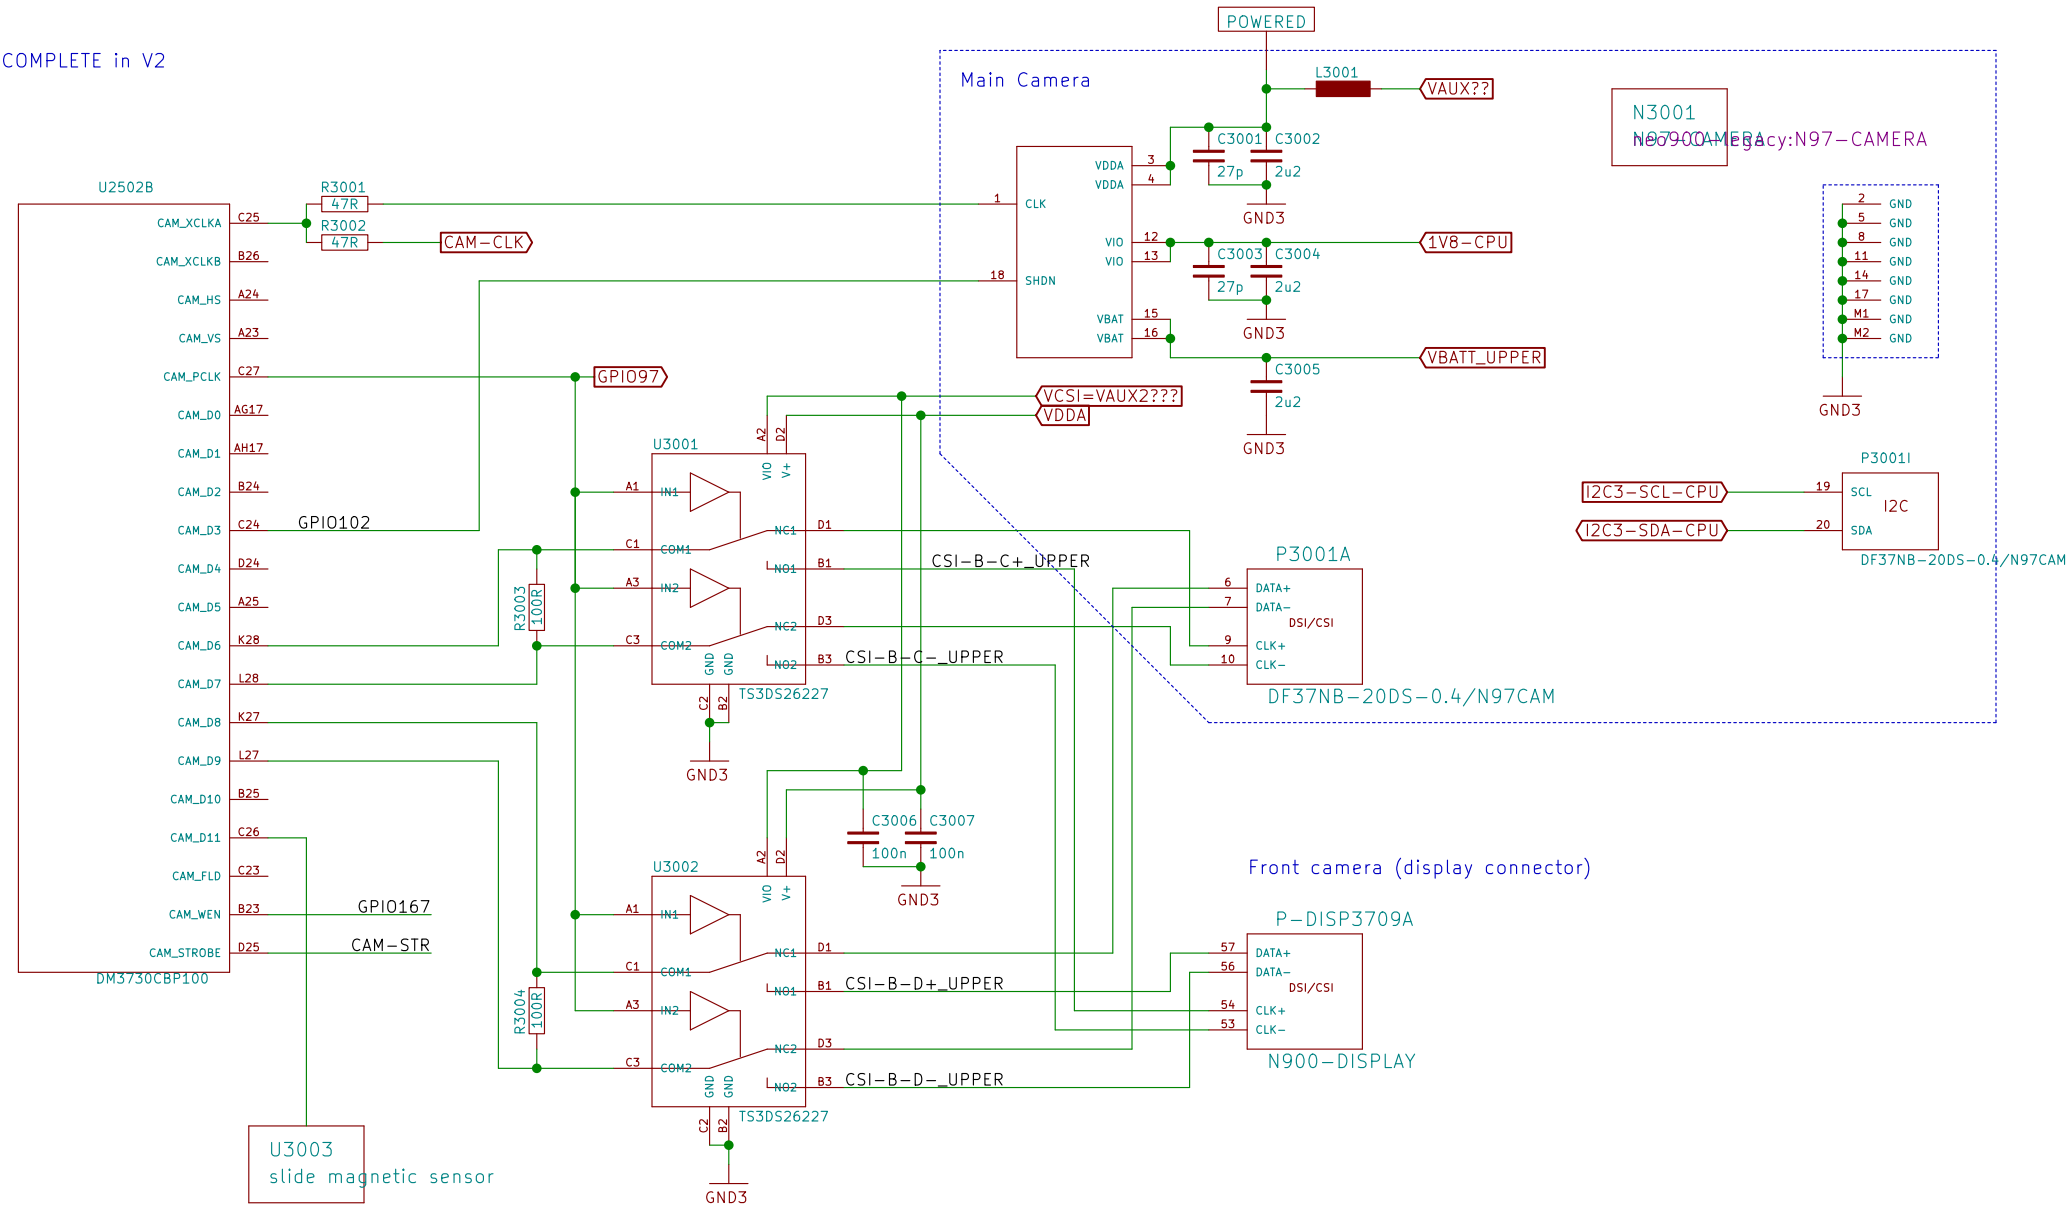 POWERED
COMPLETE in V2
Main Camera
L3001
VAUX??
N3001
N97-CAMERA
neo900-legacy:N97-CAMERA
C3001
27p
C3002
2u2
GND3
3 VDDA
4 VDDA
1 CLK
12 VIO
13 VIO
18 SHDN
15 VBAT
16 VBAT
1V8-CPU
C3003
27p
C3004
2u2
GND3
VBATT_UPPER
C3005
2u2
GND3
2 GND
5 GND
8 GND
11 GND
14 GND
17 GND
M1 GND
M2 GND
GND3
U2502B
CAM_XCLKA C25
CAM_XCLKB B26
CAM_HS A24
CAM_VS A23
CAM_PCLK C27
CAM_D0 AG17
CAM_D1 AH17
CAM_D2 B24
CAM_D3 C24
CAM_D4 D24
CAM_D5 A25
CAM_D6 K28
CAM_D7 L28
CAM_D8 K27
CAM_D9 L27
CAM_D10 B25
CAM_D11 C26
CAM_FLD C23
CAM_WEN B23
CAM_STROBE D25
DM3730CBP100
R3001
47R
R3002
47R
CAM-CLK
GPIO97
GPIO102
GPIO167
CAM-STR
VCSI=VAUX2???
VDDA
U3001
A2 VIO
D2 V+
A1 IN1
C1 COM1
A3 IN2
C3 COM2
NC1 D1
NO1 B1
NC2 D3
NO2 B3
GND C2
GND B2
TS3DS26227
GND3
R3003
100R
CSI-B-C+_UPPER
CSI-B-C-_UPPER
P3001A
6 DATA+
7 DATA-
DSI/CSI
9 CLK+
10 CLK-
DF37NB-20DS-0.4/N97CAM
P3001I
I2C3-SCL-CPU
19 SCL
I2C
I2C3-SDA-CPU
20 SDA
DF37NB-20DS-0.4/N97CAM
C3006
100n
C3007
100n
GND3
U3002
A2 VIO
D2 V+
A1 IN1
C1 COM1
A3 IN2
C3 COM2
NC1 D1
NO1 B1
NC2 D3
NO2 B3
GND C2
GND B2
TS3DS26227
GND3
R3004
100R
CSI-B-D+_UPPER
CSI-B-D-_UPPER
Front camera (display connector)
P-DISP3709A
57 DATA+
56 DATA-
DSI/CSI
54 CLK+
53 CLK-
N900-DISPLAY
U3003
slide magnetic sensor